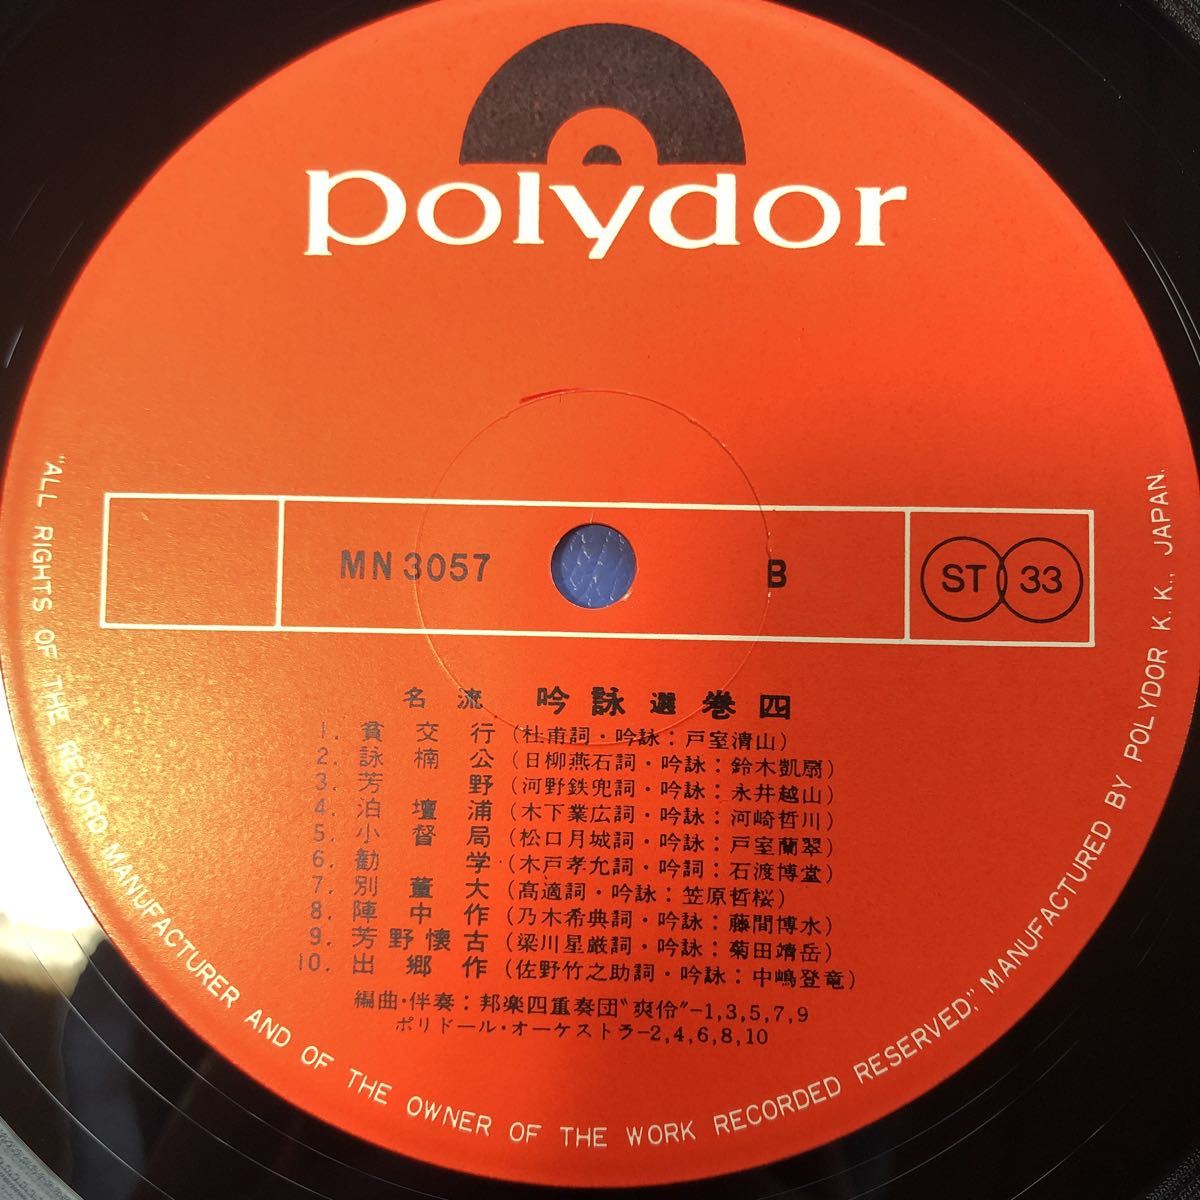 polydor
MN 3057 B ST 33
名流 吟詠選巻四
1. 貧交行 (杜甫詞・吟詠：戸室清山)
2. 詠楠公 (日柳燕石詞・吟詠：鈴木凱扇)
3. 芳野 (河野鉄兜詞・吟詠：永井越山)
4. 泊壇浦 (木下業広詞・吟詠：河崎哲川)
5. 小督局 (松口月城詞・吟詠：戸室蘭翠)
6. 勧学 (木戸孝允詞・吟詞：石渡博堂)
7. 別董大 (高適詞・吟詠：笠原哲桜)
8. 陣中作 (乃木希典詞・吟詠：藤間博水)
9. 芳野懐古 (梁川星厳詞・吟詠：菊田靖岳)
10. 出郷作 (佐野竹之助詞・吟詠：中嶋登竜)
編曲・伴奏：邦楽四重奏団"爽伶"-1,3,5,7,9
ポリドール・オーケストラ-2,4,6,8,10
"ALL RIGHTS OF THE RECORD MANUFACTURER AND OF THE OWNER OF THE WORK RECORDED RESERVED," MANUFACTURED BY POLYDOR K. K., JAPAN.